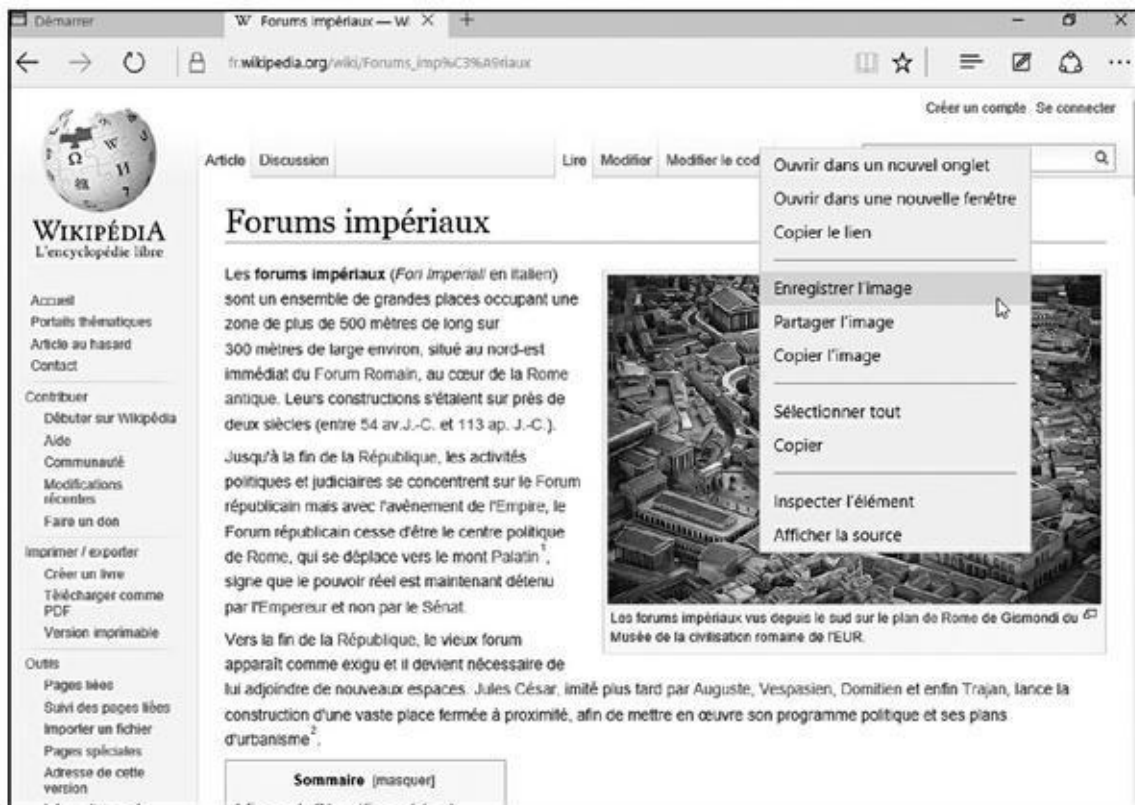 Démarrer
W Forums impériaux — W
fr.wikipedia.org/wiki/Forums_imp%C3%A9riaux
Créer un compte Se connecter
Article Discussion Lire Modifier Modifier le cod
WIKIPÉDIA
L'encyclopédie libre
Accueil
Portails thématiques
Article au hasard
Contact
Contribuer
Débuter sur Wikipédia
Aide
Communauté
Modifications
récentes
Faire un don
Imprimer / exporter
Créer un livre
Télécharger comme
PDF
Version imprimable
Outils
Pages liées
Suivi des pages liées
Importer un fichier
Pages spéciales
Adresse de cette
version
Forums impériaux
Les forums impériaux (Fori Imperiali en italien)
sont un ensemble de grandes places occupant une
zone de plus de 500 mètres de long sur
300 mètres de large environ, situé au nord-est
immédiat du Forum Romain, au cœur de la Rome
antique. Leurs constructions s'étalent sur près de
deux siècles (entre 54 av.J.-C. et 113 ap. J.-C.).
Jusqu'à la fin de la République, les activités
politiques et judiciaires se concentrent sur le Forum
républicain mais avec l'avènement de l'Empire, le
Forum républicain cesse d'être le centre politique
de Rome, qui se déplace vers le mont Palatin1,
signe que le pouvoir réel est maintenant détenu
par l'Empereur et non par le Sénat.
Vers la fin de la République, le vieux forum
apparaît comme exigu et il devient nécessaire de
lui adjoindre de nouveaux espaces. Jules César, imité plus tard par Auguste, Vespasien, Domitien et enfin Trajan, lance la
construction d'une vaste place fermée à proximité, afin de mettre en œuvre son programme politique et ses plans
d'urbanisme2.
Sommaire [masquer]
Ouvrir dans un nouvel onglet
Ouvrir dans une nouvelle fenêtre
Copier le lien
Enregistrer l'image
Partager l'image
Copier l'image
Sélectionner tout
Copier
Inspecter l'élément
Afficher la source
Les forums impériaux vus depuis le sud sur le plan de Rome de Gismondi du
Musée de la civilisation romaine de l'EUR.